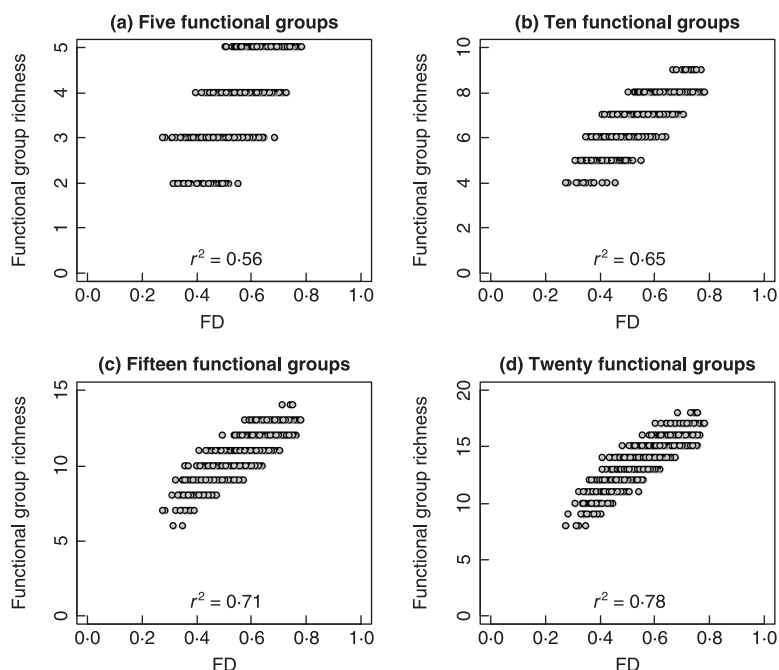 (a) Five functional groups
Functional group richness
5
4
3
2
1
0
r² = 0·56
0·0 0·2 0·4 0·6 0·8 1·0
FD
(b) Ten functional groups
Functional group richness
10
8
6
4
2
0
r² = 0·65
0·0 0·2 0·4 0·6 0·8 1·0
FD
(c) Fifteen functional groups
Functional group richness
15
10
5
0
r² = 0·71
0·0 0·2 0·4 0·6 0·8 1·0
FD
(d) Twenty functional groups
Functional group richness
20
15
10
5
0
r² = 0·78
0·0 0·2 0·4 0·6 0·8 1·0
FD